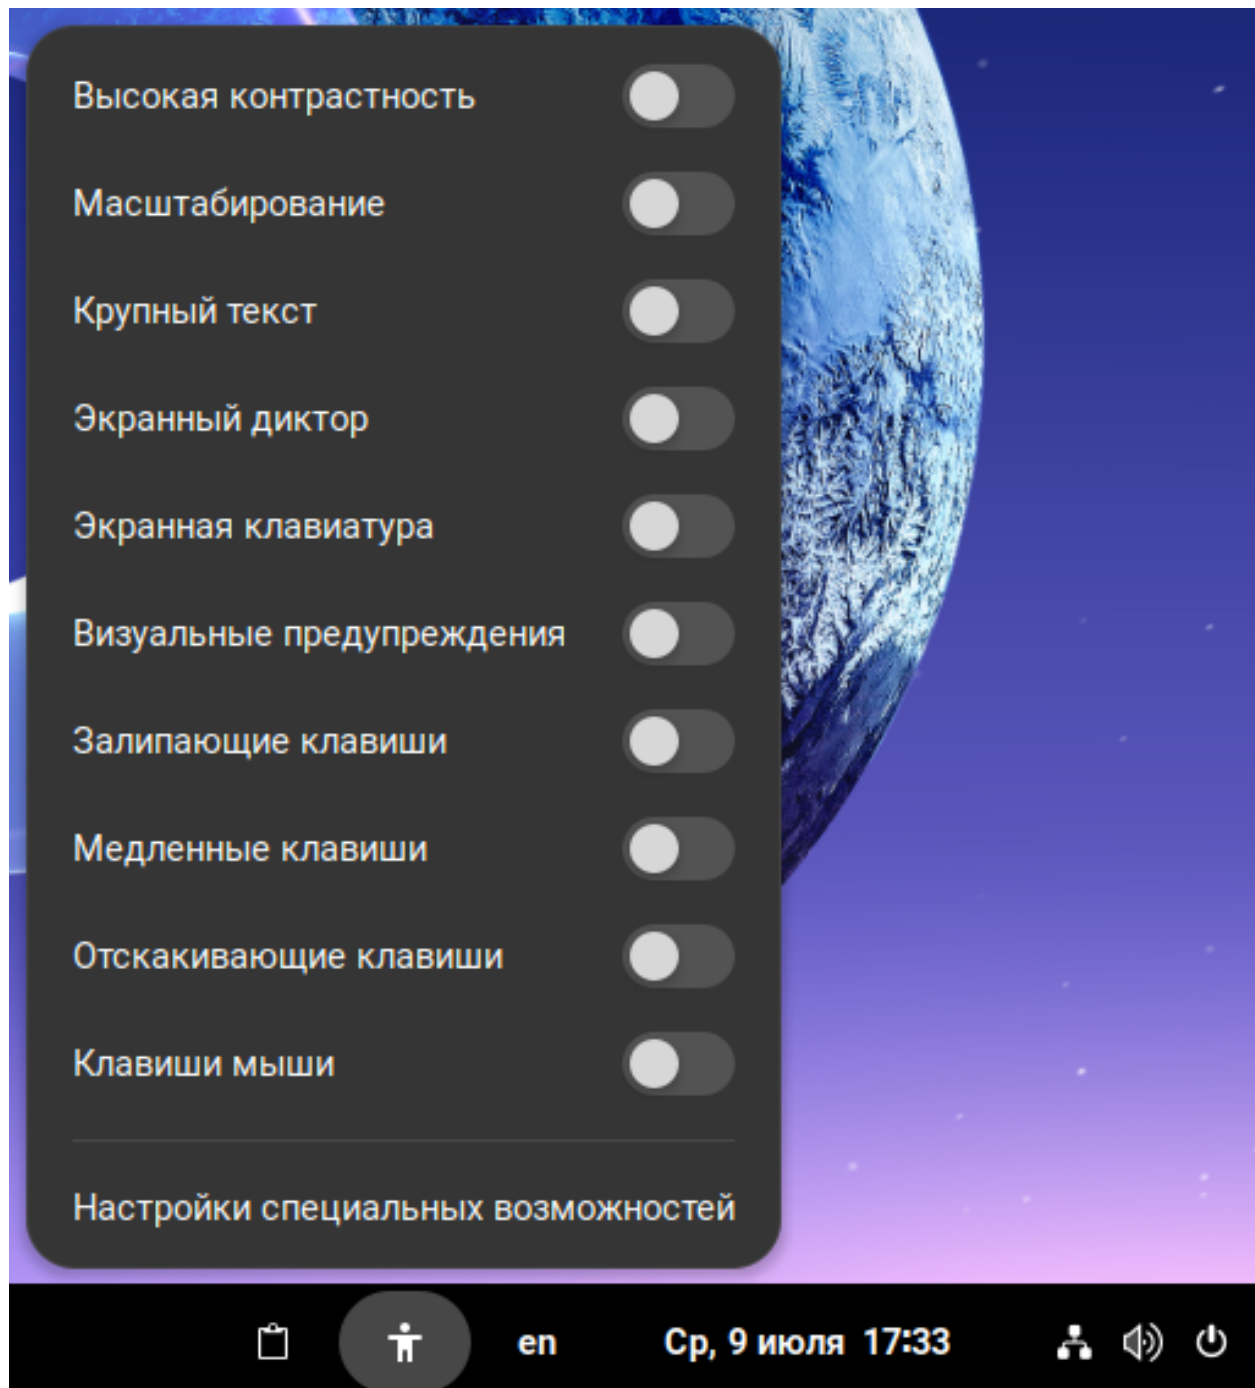 Высокая контрастность
Масштабирование
Крупный текст
Экранный диктор
Экранная клавиатура
Визуальные предупреждения
Залипающие клавиши
Медленные клавиши
Отскакивающие клавиши
Клавиши мыши
Настройки специальных возможностей
en Ср, 9 июля 17:33